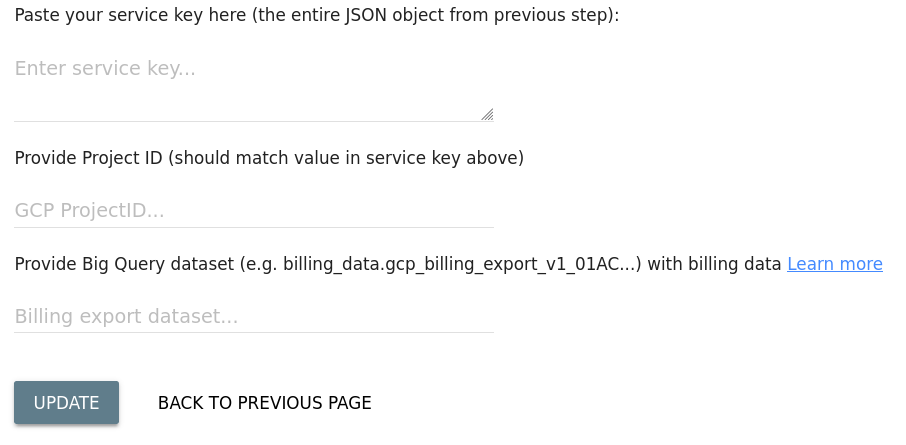 Paste your service key here (the entire JSON object from previous step):
Enter service key...
Provide Project ID (should match value in service key above)
GCP ProjectID...
Provide Big Query dataset (e.g. billing_data.gcp_billing_export_v1_01AC...) with billing data Learn more
Billing export dataset...
UPDATE BACK TO PREVIOUS PAGE